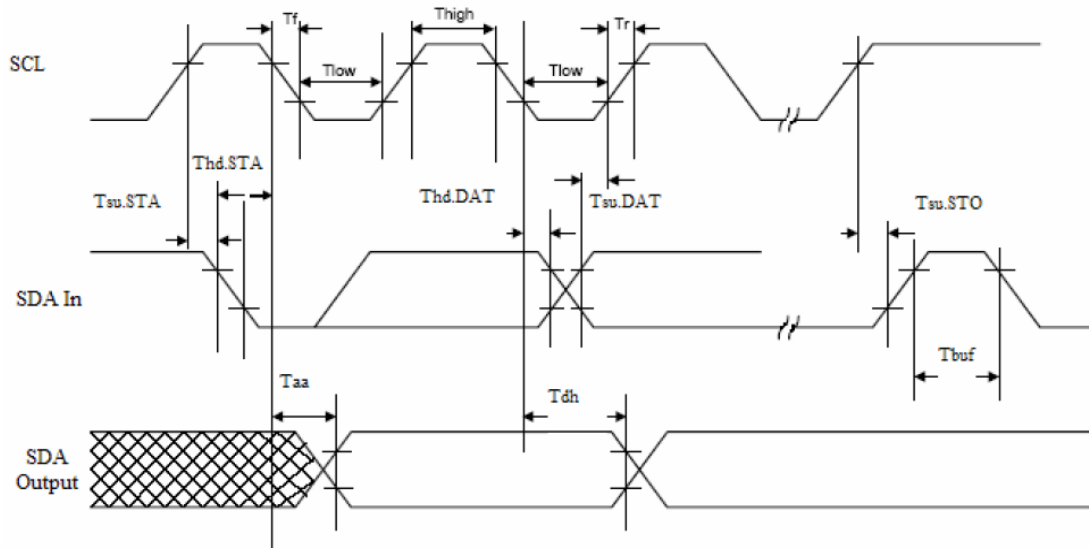 Tf
Thigh
Tr
SCL
Tlow
Tlow
Thd.STA
Tsu.STA
Thd.DAT
Tsu.DAT
Tsu.STO
SDA In
Tbuf
Taa
Tdh
SDA
Output